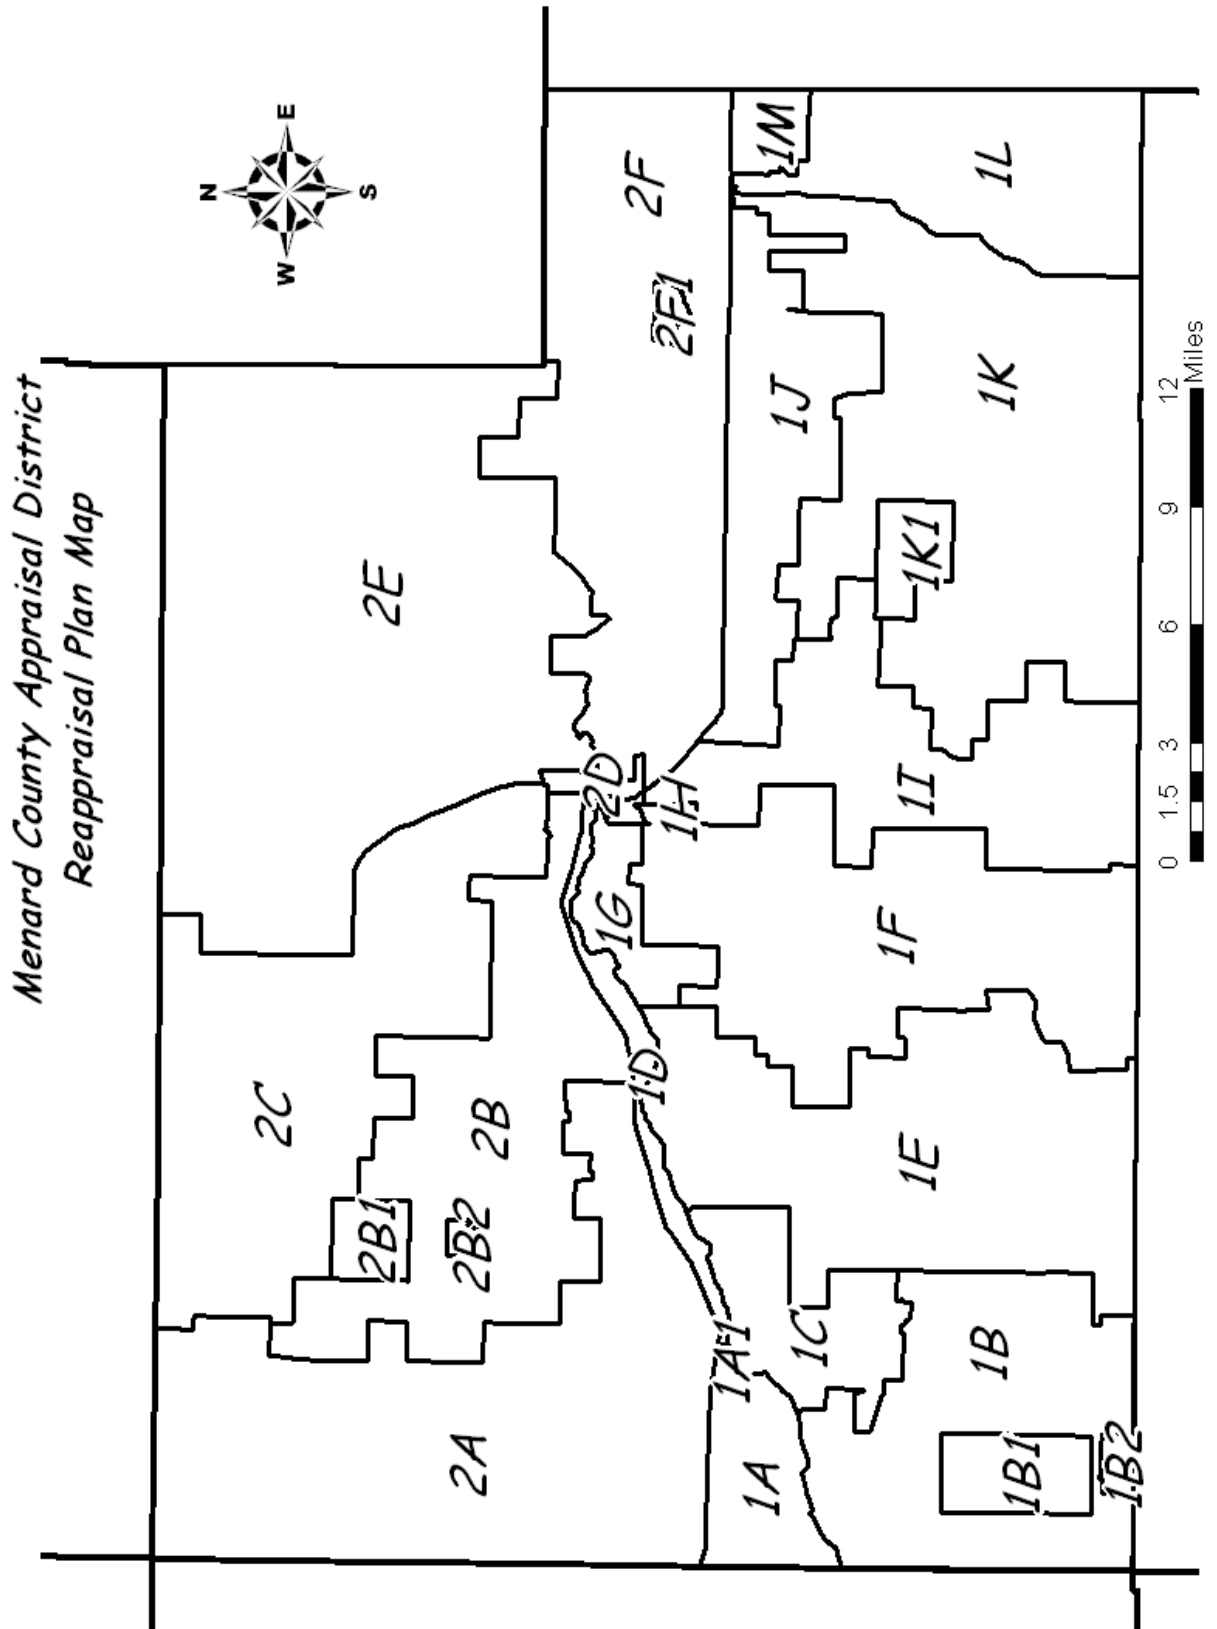 Menard County Appraisal District
Reappraisal Plan Map
N
W E
S
2E
2C
2F
2F1
2B
2B1
2B2
2A
2D
1M
1L
1J
1K
1K1
1H
1I
1G
1F
1D
1E
1A1
1C
1A
1B
1B1
1B2
0 1.5 3 6 9 12
Miles